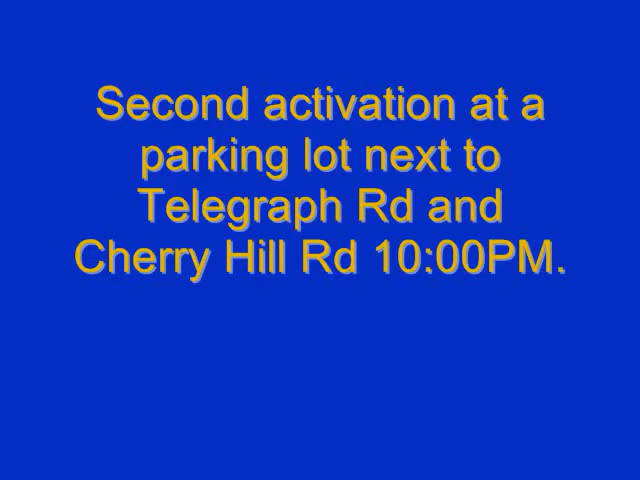 Second activation at a
parking lot next to
Telegraph Rd and
Cherry Hill Rd 10:00PM.